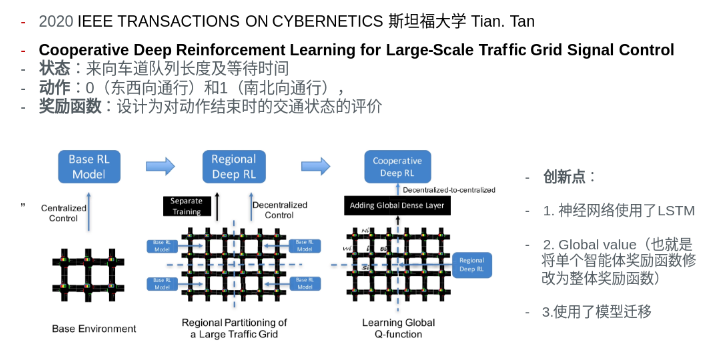 - 2020 IEEE TRANSACTIONS ON CYBERNETICS 斯坦福大学 Tian. Tan
- Cooperative Deep Reinforcement Learning for Large-Scale Traffic Grid Signal Control
- 状态：来向车道队列长度及等待时间
- 动作：0（东西向通行）和1（南北向通行），
- 奖励函数：设计为对动作结束时的交通状态的评价
Base RL
Model
Regional
Deep RL
Cooperative
Deep RL
Centralized
Control
Separate
Training
Decentralized
Control
Decentralized-to-centralized
Adding Global Dense Layer
Base RL
Model
Base RL
Model
Base RL
Model
Base RL
Model
Regional
Deep RL
Base Environment
Regional Partitioning of
a Large Traffic Grid
Learning Global
Q-function
- 创新点：
- 1. 神经网络使用了LSTM
- 2. Global value（也就是
将单个智能体奖励函数修
改为整体奖励函数）
- 3.使用了模型迁移